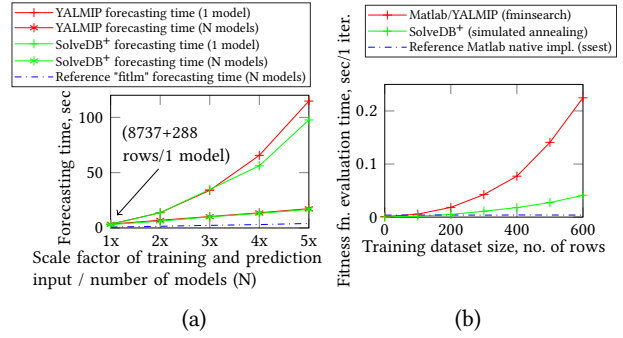 YALMIP forecasting time (1 model)
YALMIP forecasting time (N models)
SolveDB+ forecasting time (1 model)
SolveDB+ forecasting time (N models)
Reference "fitlm" forecasting time (N models)
Forecasting time, sec
100
50
0
(8737+288
rows/1 model)
1x 2x 3x 4x 5x
Scale factor of training and prediction
input / number of models (N)
(a)
Matlab/YALMIP (fminsearch)
SolveDB+ (simulated annealing)
Reference Matlab native impl. (ssest)
Fitness fn. evaluation time, sec/1 iter.
0.2
0.1
0
0 200 400 600
Training dataset size, no. of rows
(b)